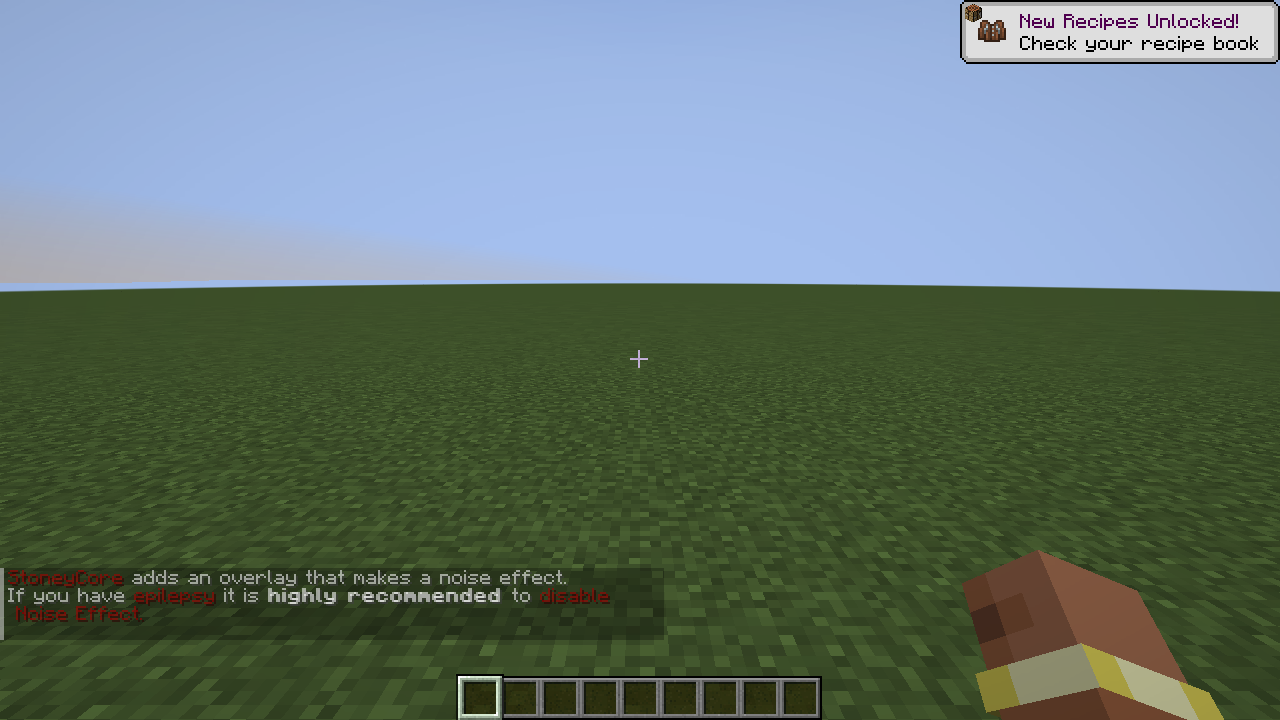 New Recipes Unlocked!
Check your recipe book
StoneyCore adds an overlay that makes a noise effect.
If you have epilepsy it is highly recommended to disable
Noise Effect.